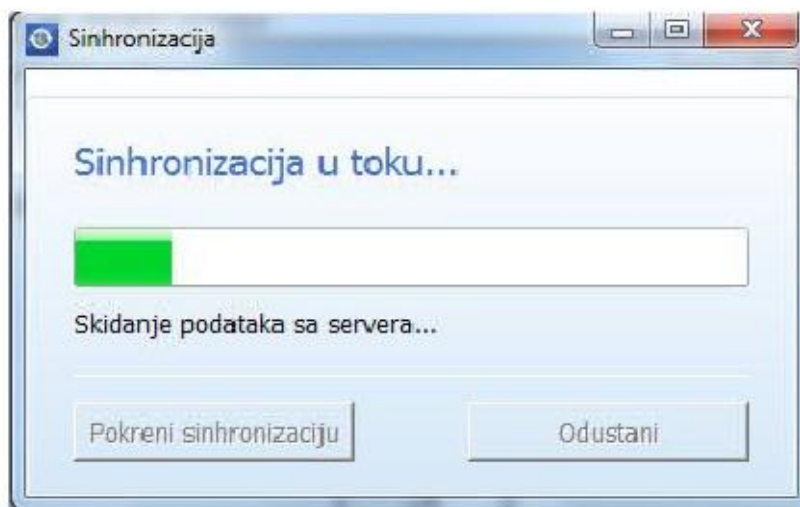 Sinhronizacija
Sinhronizacija u toku...
Skidanje podataka sa servera...
Pokreni sinhronizaciju
Odustani